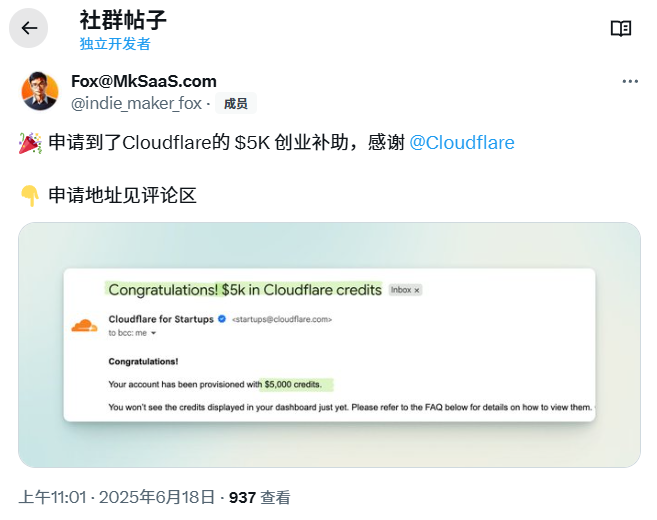 社群帖子
独立开发者
Fox@MkSaaS.com
@indie_maker_fox · 成员
🎉 申请到了Cloudflare的 $5K 创业补助，感谢 @Cloudflare
👇 申请地址见评论区
Congratulations! $5k in Cloudflare credits Inbox ×
Cloudflare for Startups <startups@cloudflare.com>
to bcc: me
Congratulations!
Your account has been provisioned with $5,000 credits.
You won't see the credits displayed in your dashboard just yet. Please refer to the FAQ below for details on how to view them.
上午11:01 · 2025年6月18日 · 937 查看